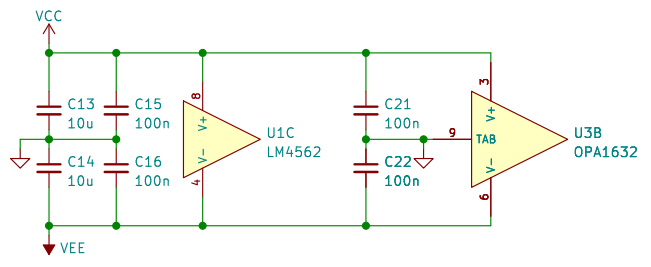 VCC
C13
10u
C15
100n
8
V+
V-
4
U1C
LM4562
C21
100n
3
V+
9
TAB
V-
6
U3B
OPA1632
C14
10u
C16
100n
C22
100n
VEE